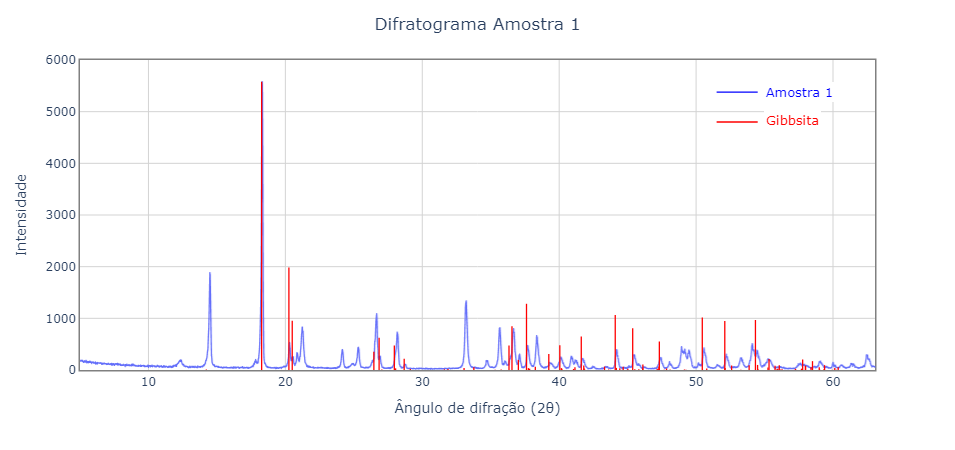 Difratograma Amostra 1
6000
5000
4000
3000
2000
1000
0
Intensidade
10
20
30
40
50
60
Ângulo de difração (2θ)
Amostra 1
Gibbsita